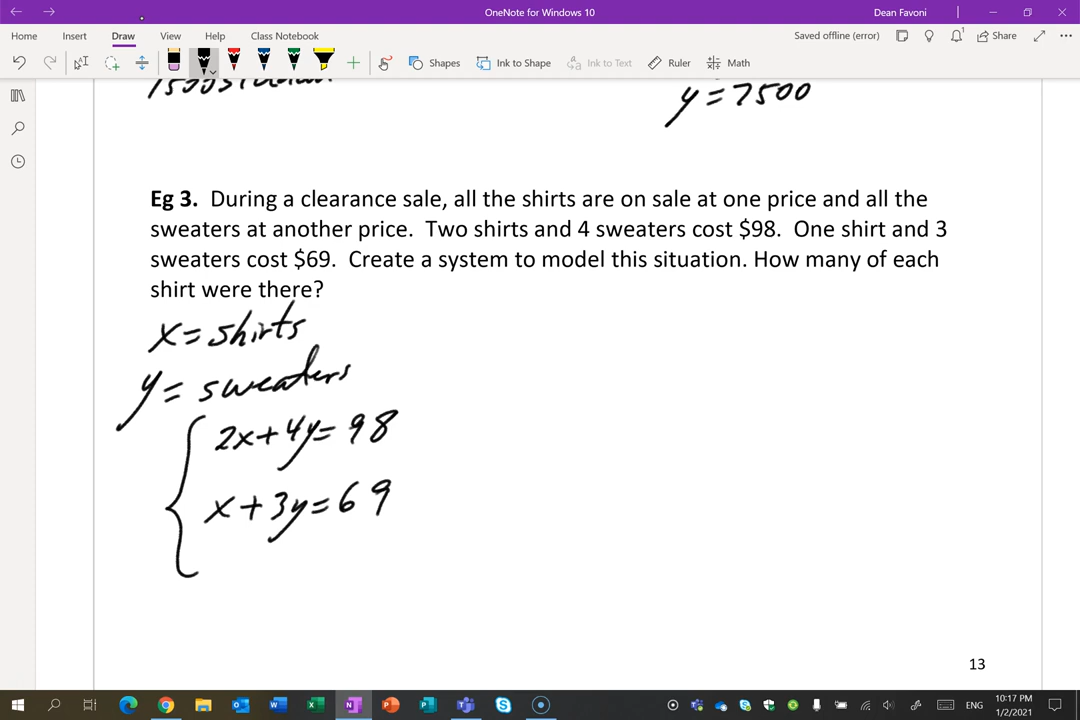 OneNote for Windows 10
Dean Favoni
Home Insert Draw View Help Class Notebook
Saved offline (error) Share
Shapes Ink to Shape Ink to Text Ruler Math
y = 7500
Eg 3. During a clearance sale, all the shirts are on sale at one price and all the
sweaters at another price. Two shirts and 4 sweaters cost $98. One shirt and 3
sweaters cost $69. Create a system to model this situation. How many of each
shirt were there?
x = shirts
y = sweaters
2x + 4y = 98
x + 3y = 69
13
ENG
10:17 PM
1/2/2021